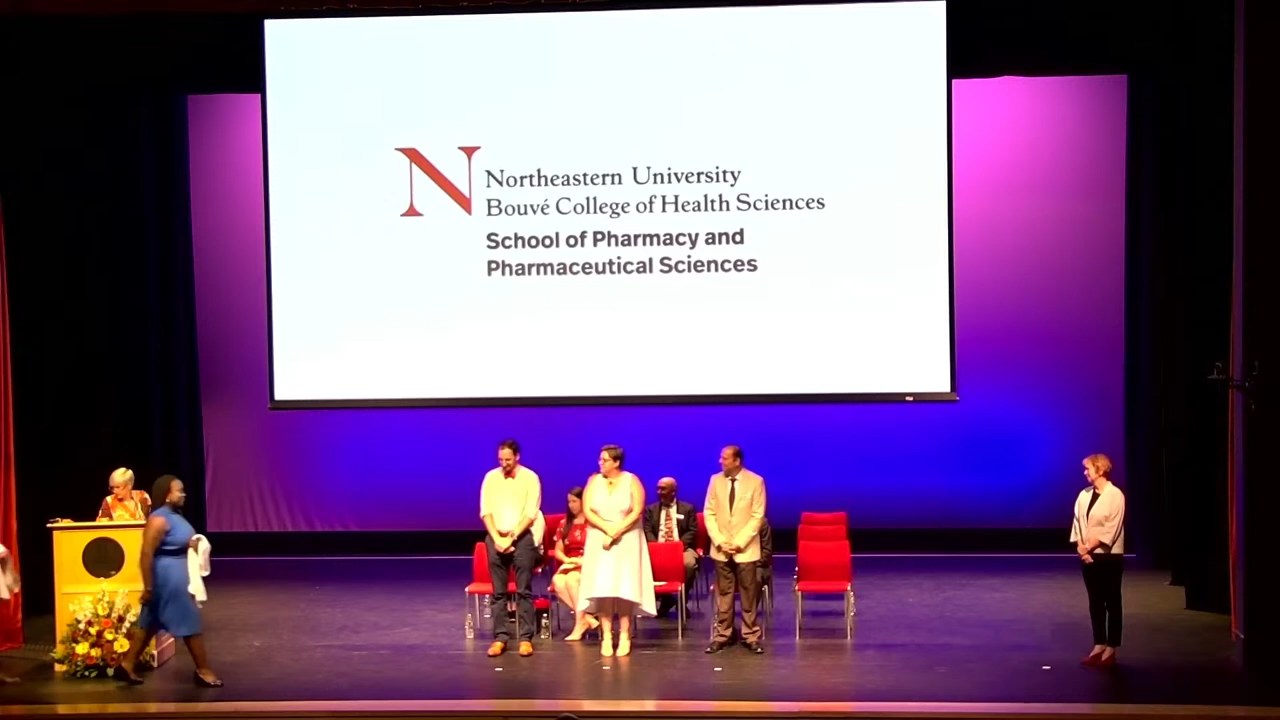 N
Northeastern University
Bouvé College of Health Sciences
School of Pharmacy and
Pharmaceutical Sciences